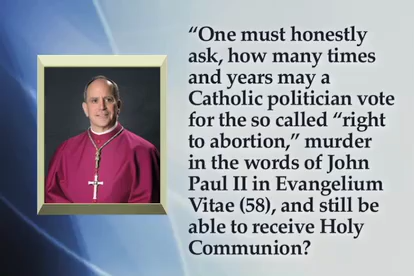 “One must honestly
ask, how many times
and years may a
Catholic politician vote
for the so called “right
to abortion,” murder
in the words of John
Paul II in Evangelium
Vitae (58), and still be
able to receive Holy
Communion?